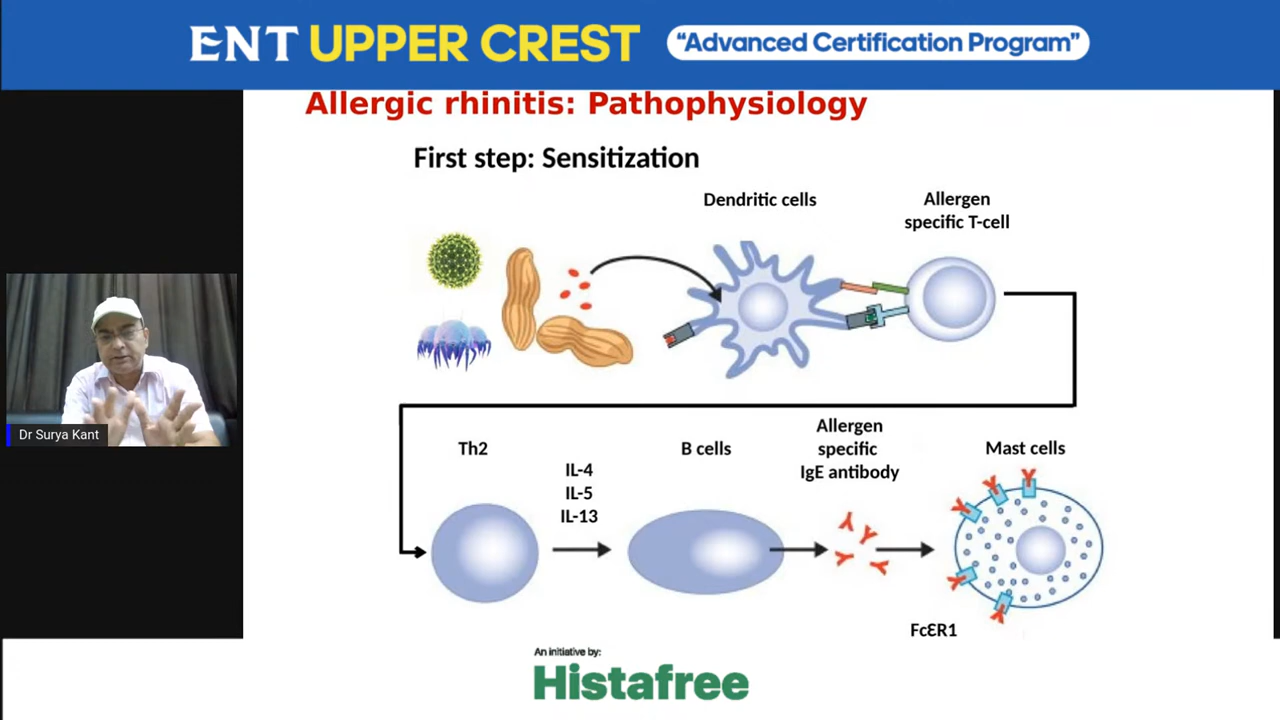 ENT UPPER CREST "Advanced Certification Program"
Allergic rhinitis: Pathophysiology
First step: Sensitization
Dendritic cells
Allergen
specific T-cell
Dr Surya Kant
Th2
IL-4
IL-5
IL-13
B cells
Allergen
specific
IgE antibody
Mast cells
FcƐR1
An initiative by:
Histafree